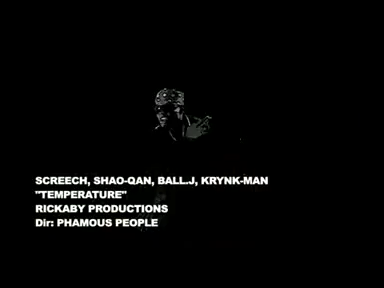 SCREECH, SHAO-QAN, BALL.J, KRYNK-MAN
"TEMPERATURE"
RICKABY PRODUCTIONS
Dir: PHAMOUS PEOPLE